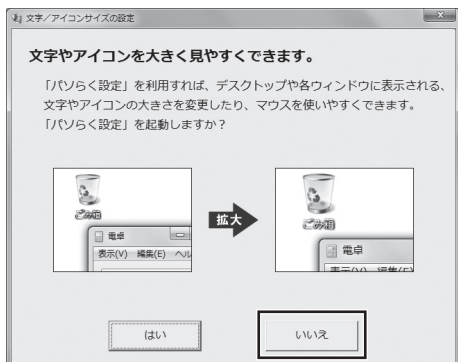 文字/アイコンサイズの設定
文字やアイコンを大きく見やすくできます。
「パソらく設定」を利用すれば、デスクトップや各ウィンドウに表示される、
文字やアイコンの大きさを変更したり、マウスを使いやすくできます。
「パソらく設定」を起動しますか?
ごみ箱
電卓
表示(V) 編集(E) ヘル
拡大
ごみ箱
電卓
表示(V) 編集(E)
はい
いいえ